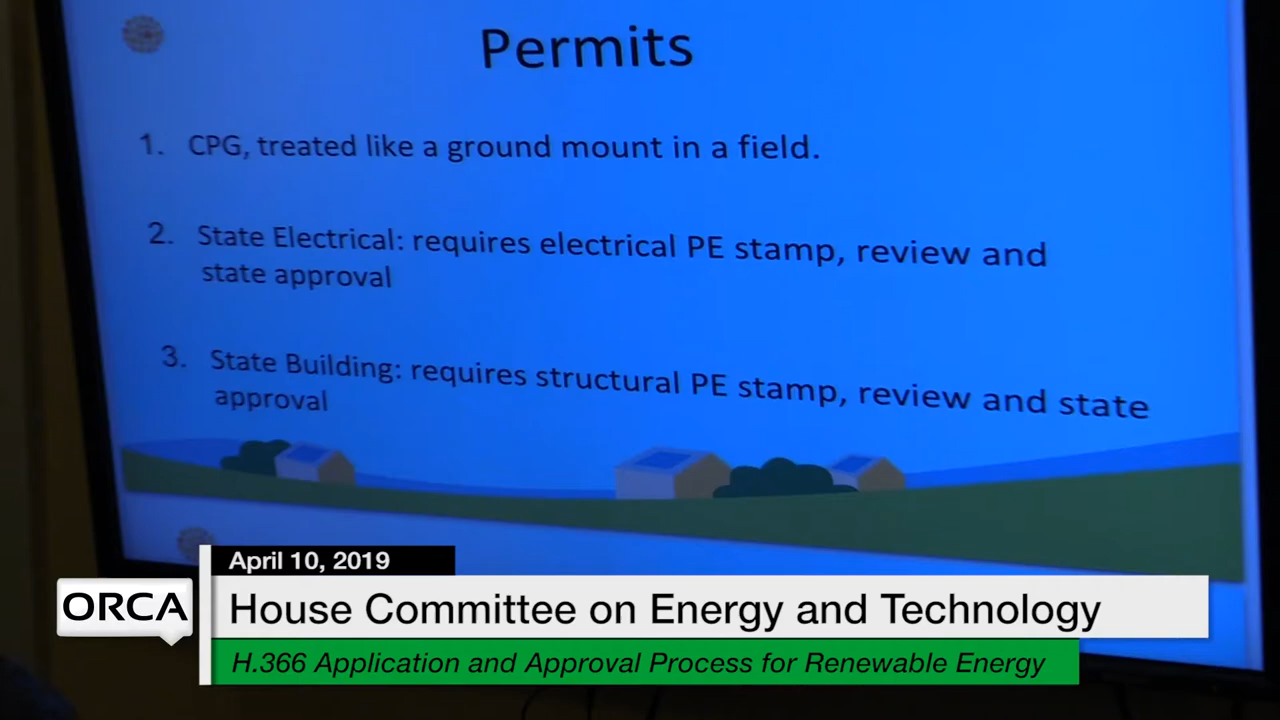 Permits
1. CPG, treated like a ground mount in a field.
2. State Electrical: requires electrical PE stamp, review and
state approval
3. State Building: requires structural PE stamp, review and state
approval
April 10, 2019
ORCA
House Committee on Energy and Technology
H.366 Application and Approval Process for Renewable Energy